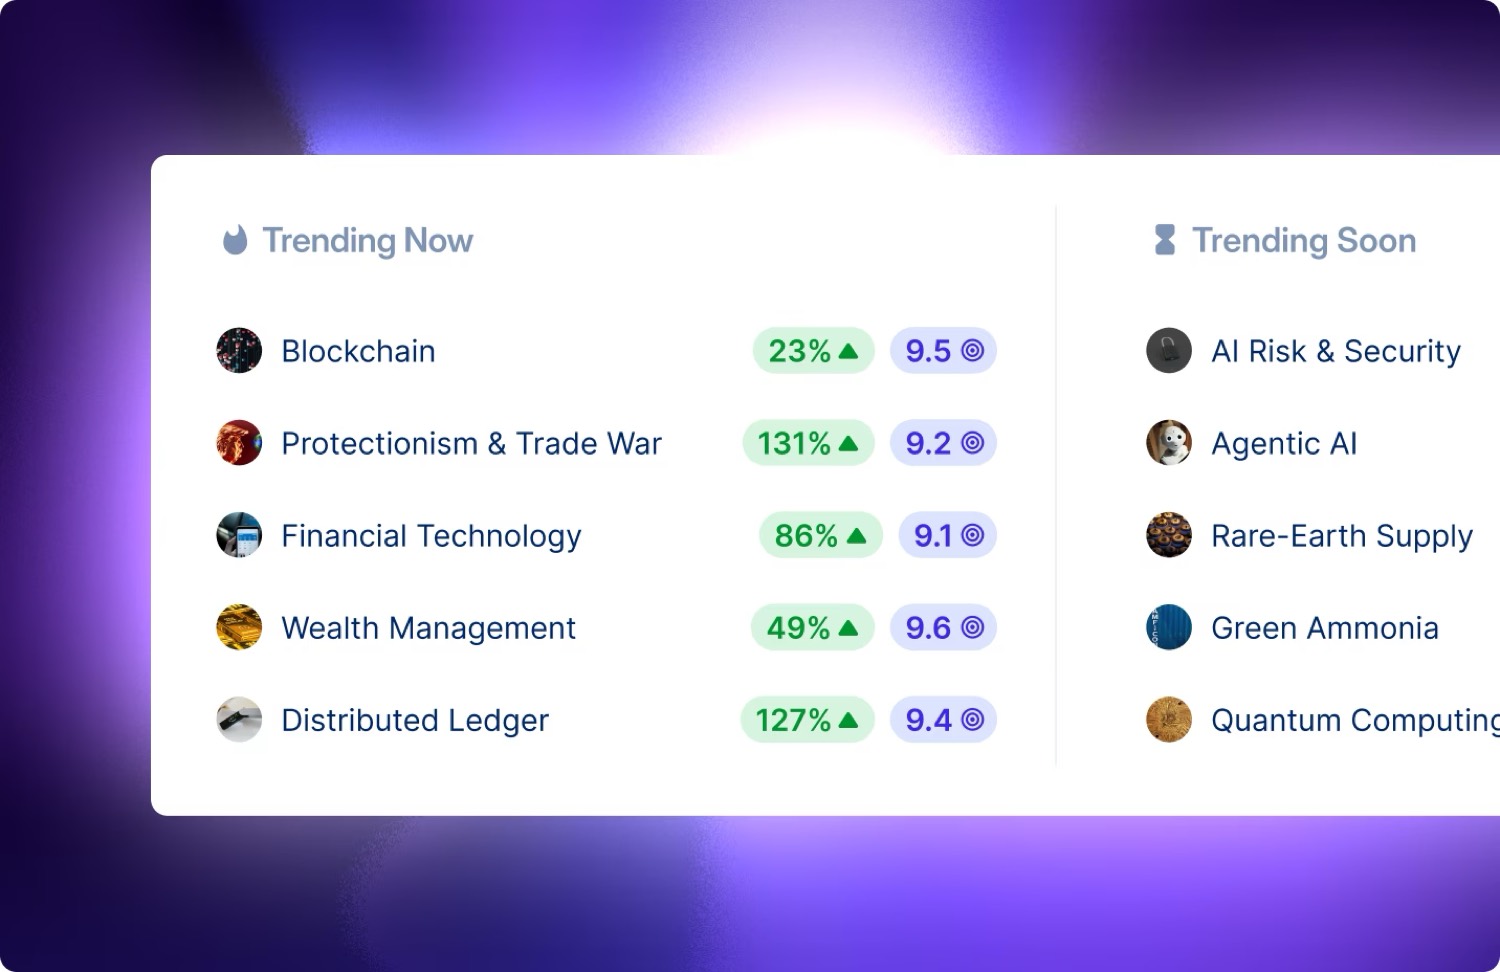 Trending Now
Blockchain 23% 9.5
Protectionism & Trade War 131% 9.2
Financial Technology 86% 9.1
Wealth Management 49% 9.6
Distributed Ledger 127% 9.4
Trending Soon
AI Risk & Security
Agentic AI
Rare-Earth Supply
Green Ammonia
Quantum Computing